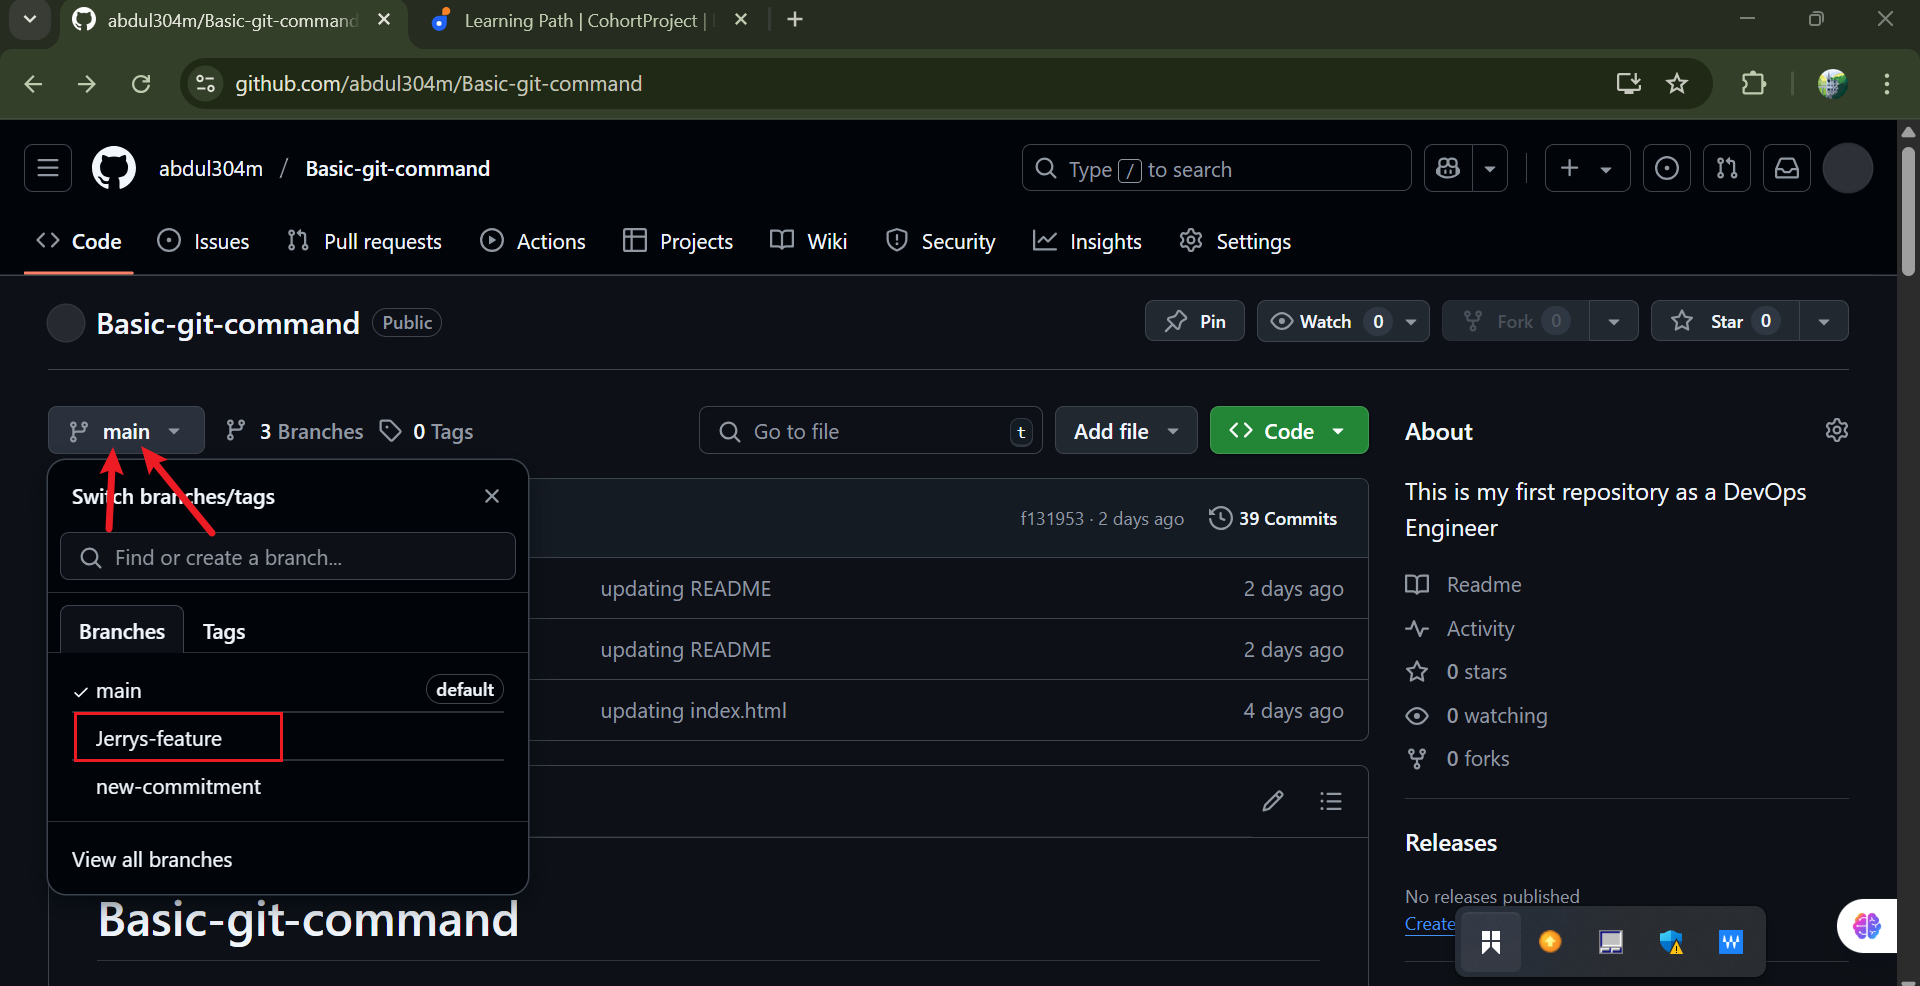 abdul304m/Basic-git-command
Learning Path | CohortProject |
github.com/abdul304m/Basic-git-command
abdul304m / Basic-git-command
Type / to search
Code
Issues
Pull requests
Actions
Projects
Wiki
Security
Insights
Settings
Basic-git-command
Public
Pin
Watch 0
Fork 0
Star 0
main
3 Branches
0 Tags
Go to file
t
Add file
Code
Switch branches/tags
Find or create a branch...
Branches
Tags
main
default
Jerrys-feature
new-commitment
View all branches
f131953 · 2 days ago
39 Commits
updating README
2 days ago
updating README
2 days ago
updating index.html
4 days ago
Basic-git-command
About
This is my first repository as a DevOps
Engineer
Readme
Activity
0 stars
0 watching
0 forks
Releases
No releases published
Create
W